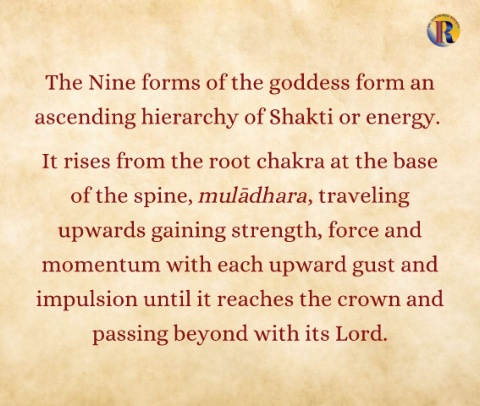 The Nine forms of the goddess form an
ascending hierarchy of Shakti or energy.
It rises from the root chakra at the base
of the spine, mulādhara, traveling
upwards gaining strength, force and
momentum with each upward gust and
impulsion until it reaches the crown and
passing beyond with its Lord.